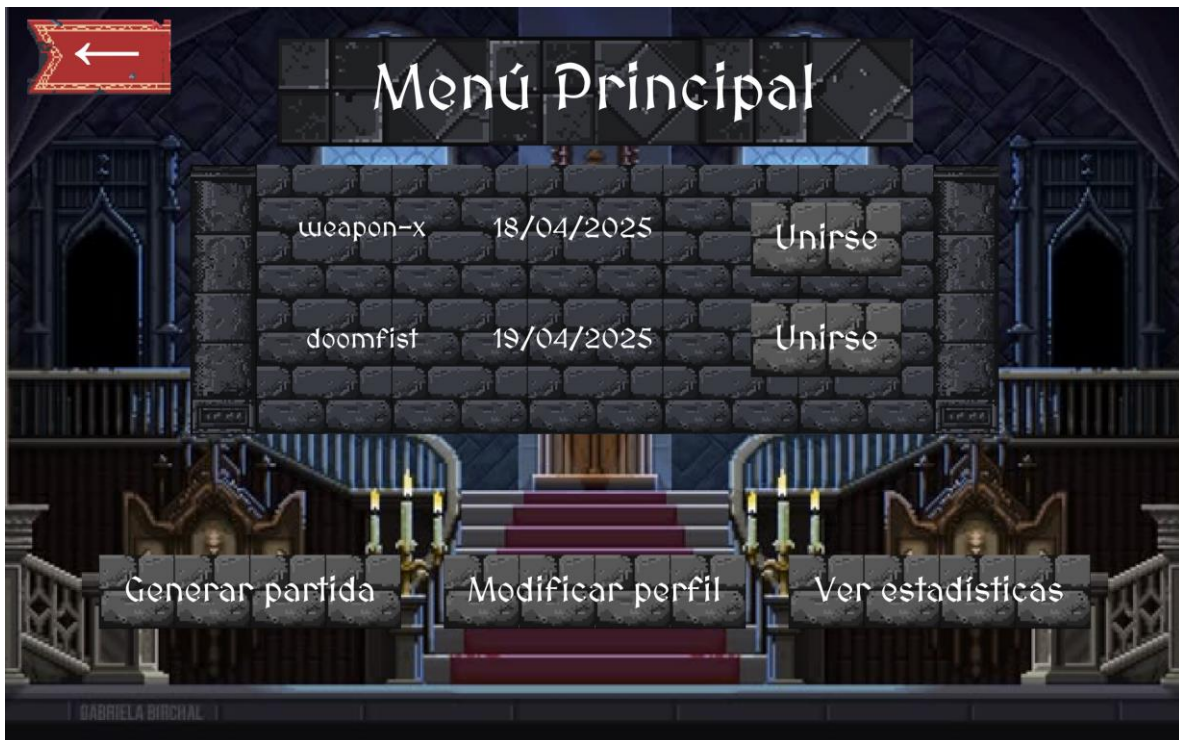 ←
Menú Principal
weapon-x 18/04/2025 Unirse
doomfist 19/04/2025 Unirse
Generar partida Modificar perfil Ver estadísticas
GABRIELA BIRCHAL